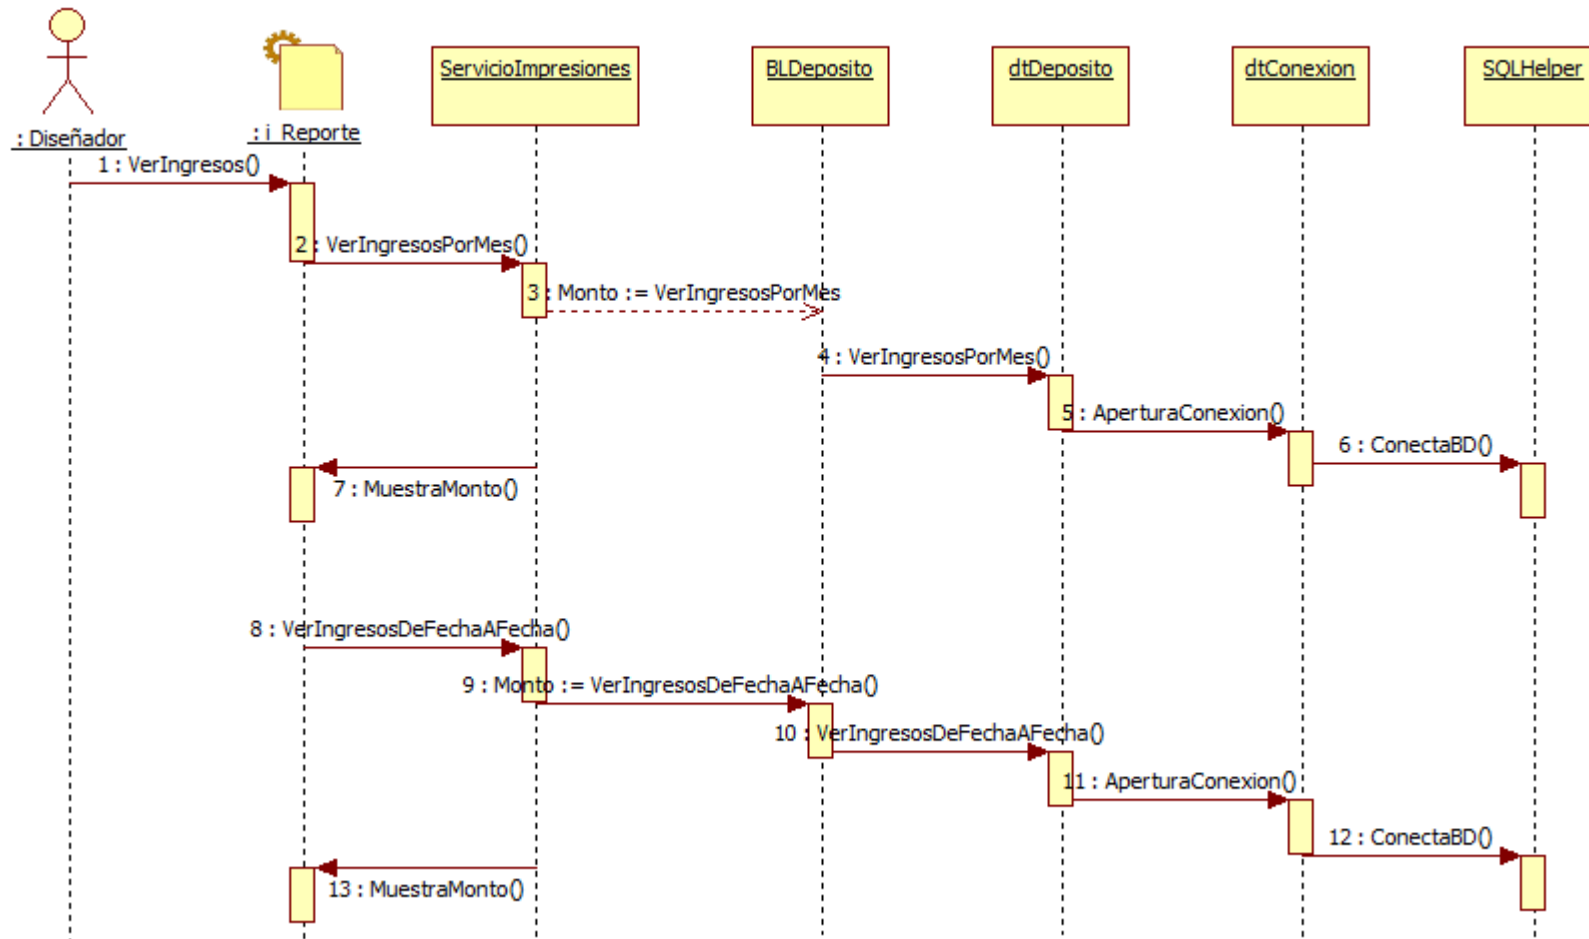 ServicioImpresiones
BLDeposito
dtDeposito
dtConexion
SQLHelper
: Diseñador
:i_Reporte
1 : VerIngresos()
2 : VerIngresosPorMes()
3 : Monto := VerIngresosPorMes
4 : VerIngresosPorMes()
5 : AperturaConexion()
6 : ConectaBD()
7 : MuestraMonto()
8 : VerIngresosDeFechaAFecha()
9 : Monto := VerIngresosDeFechaAFecha()
10 : VerIngresosDeFechaAFecha()
11 : AperturaConexion()
12 : ConectaBD()
13 : MuestraMonto()